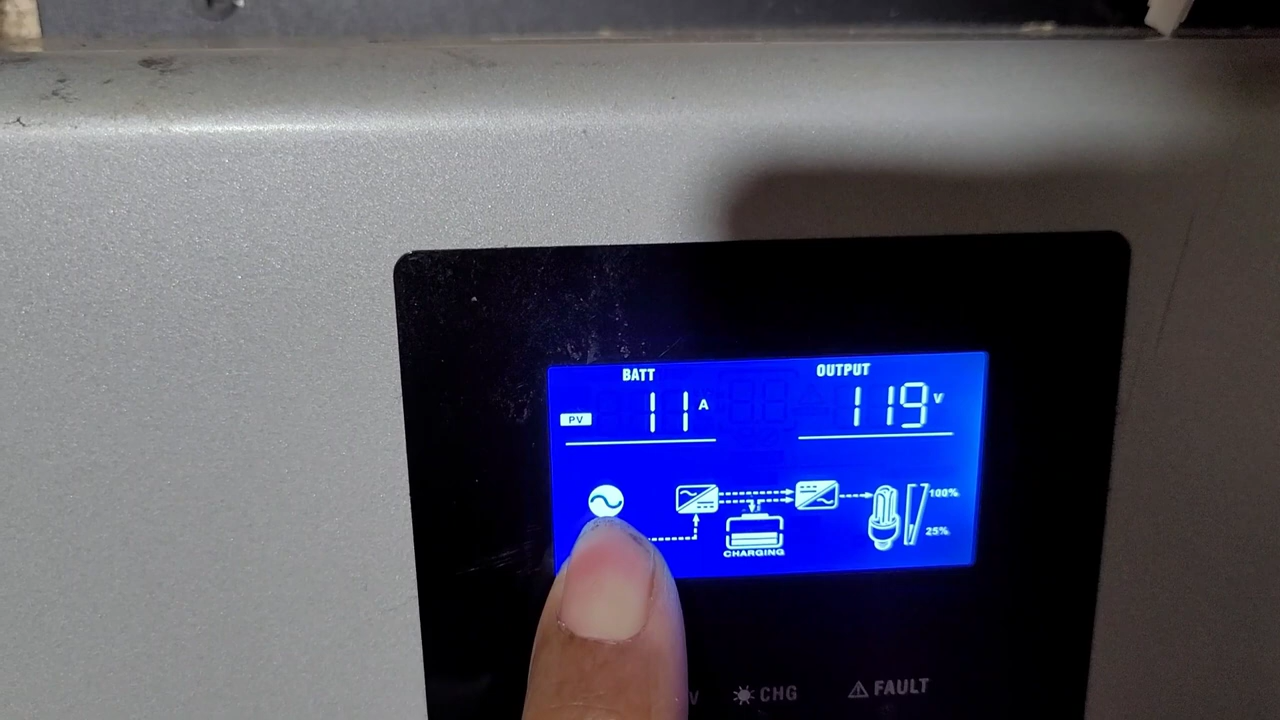 BATT OUTPUT
PV 11 A 119 V
100%
25%
CHARGING
V CHG FAULT